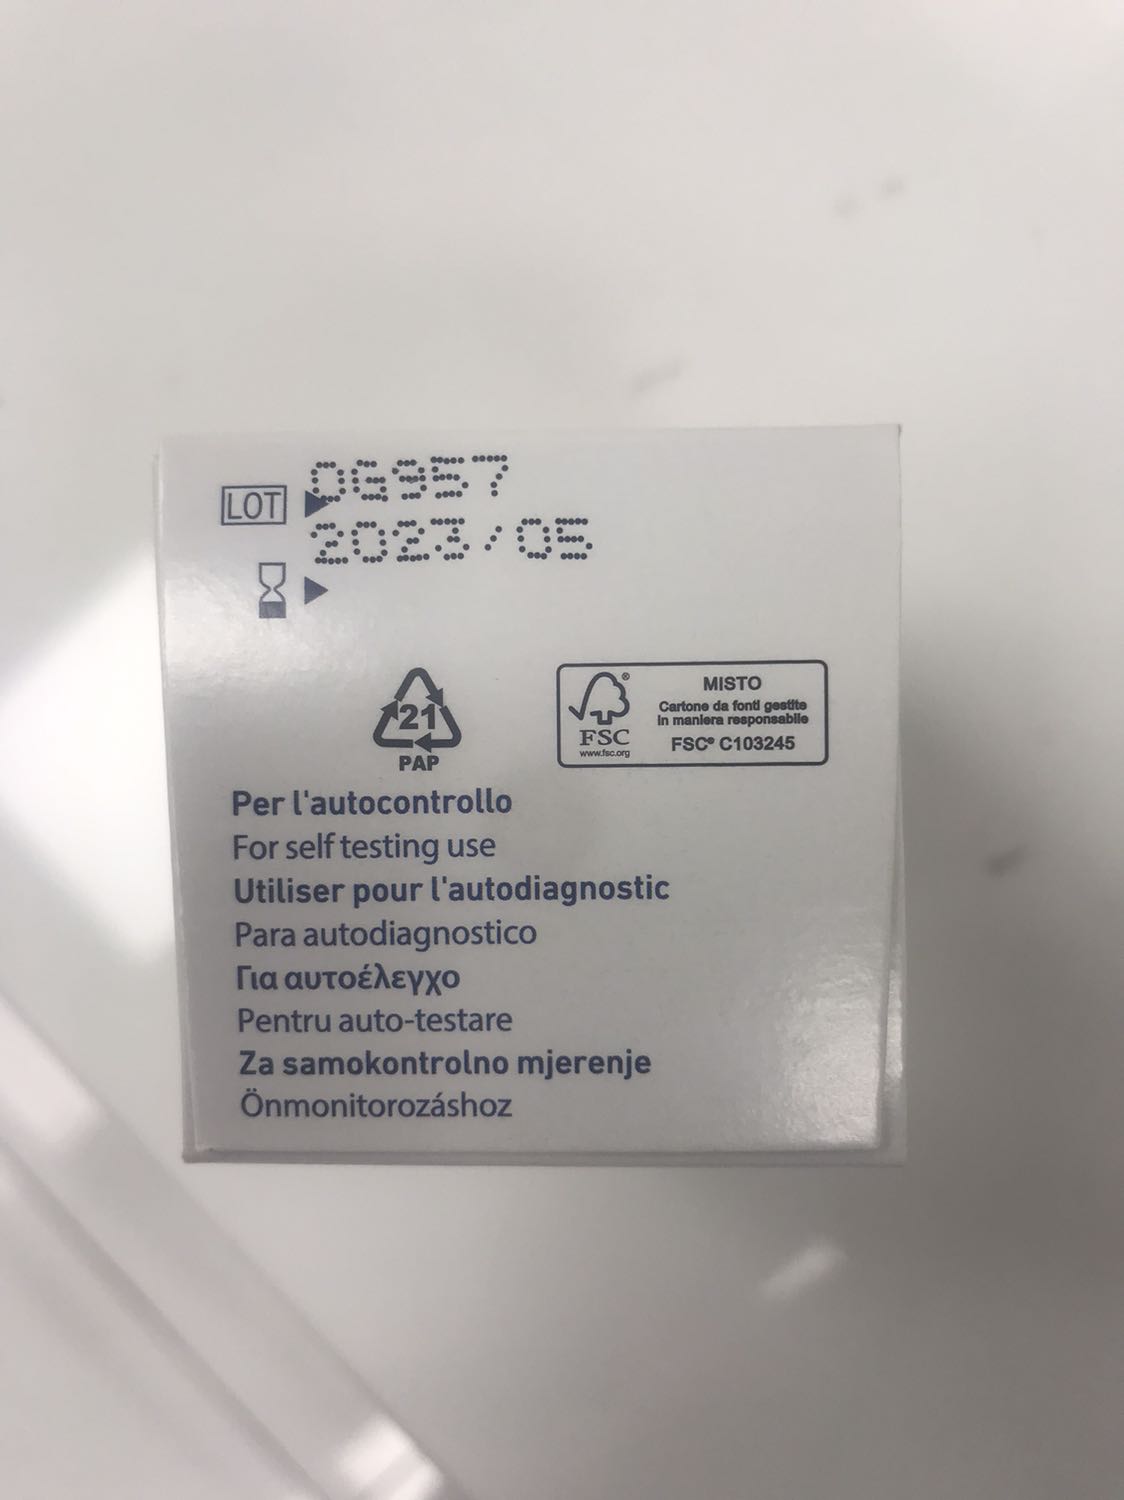 LOT OG957
2023/05
21
PAP
FSC®
www.fsc.org
MISTO
Cartone da fonti gestite
in maniera responsabile
FSC® C103245
Per l'autocontrollo
For self testing use
Utiliser pour l'autodiagnostic
Para autodiagnostico
Για αυτοέλεγχο
Pentru auto-testare
Za samokontrolno mjerenje
Önmonitorozáshoz